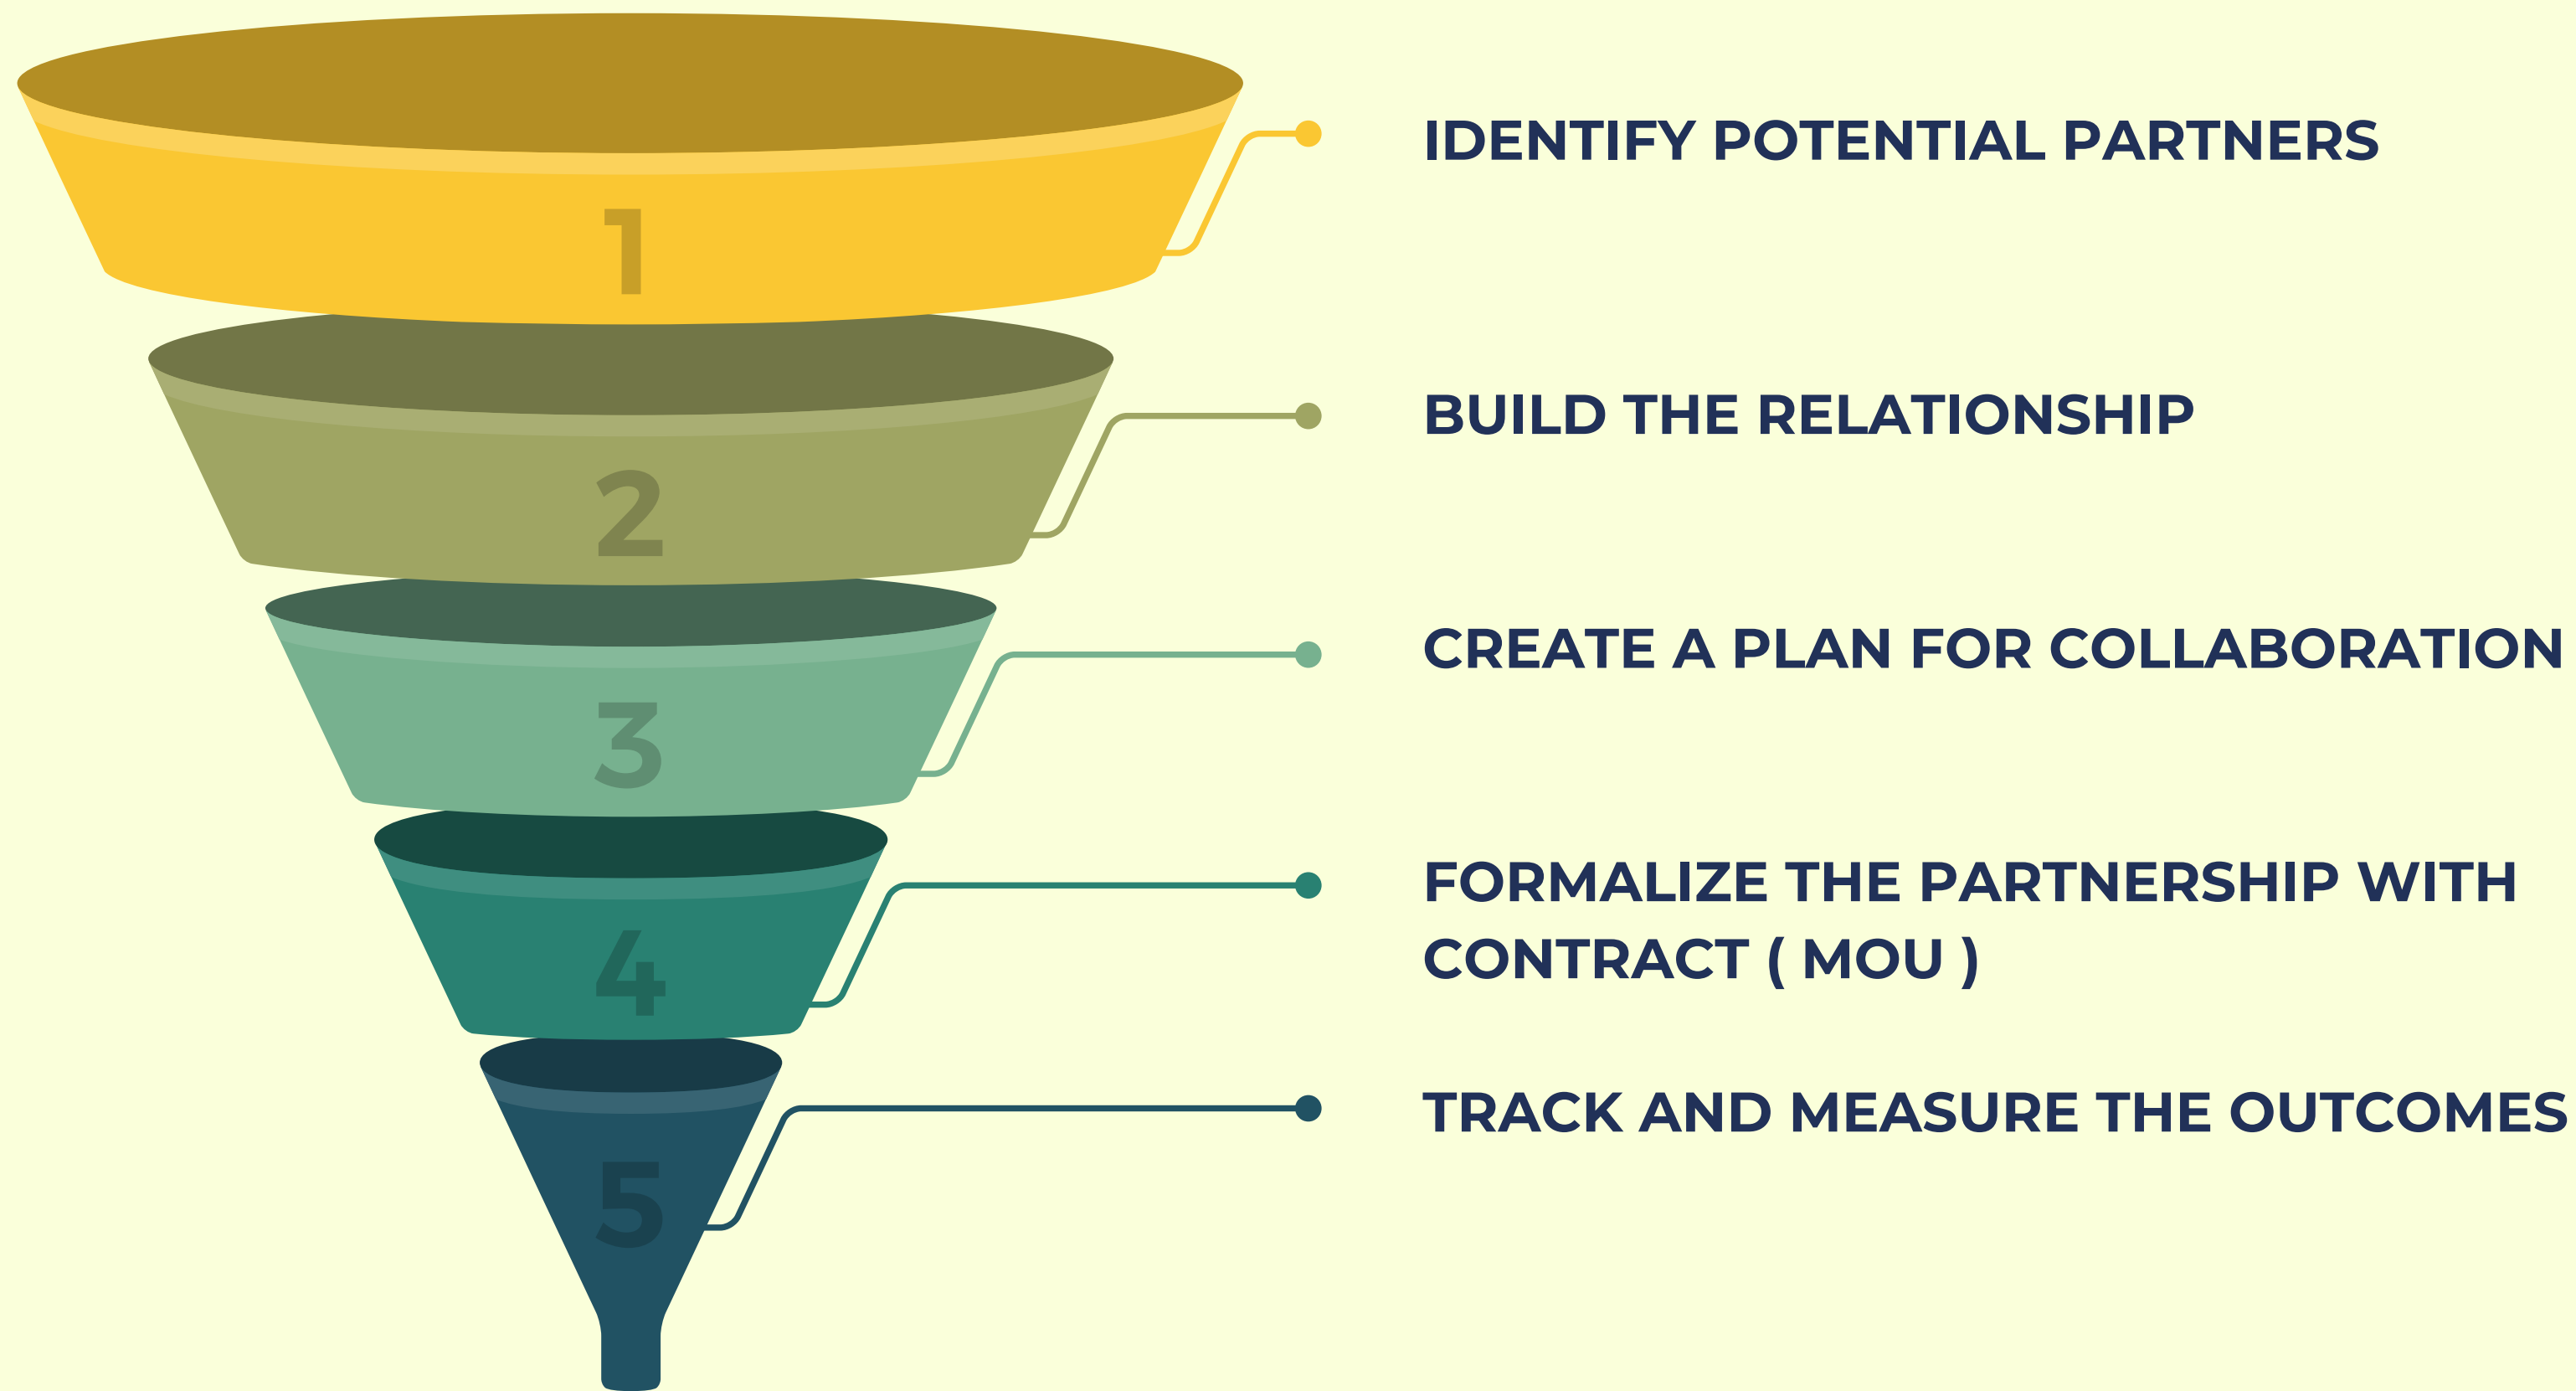 1
IDENTIFY POTENTIAL PARTNERS
2
BUILD THE RELATIONSHIP
3
CREATE A PLAN FOR COLLABORATION
4
FORMALIZE THE PARTNERSHIP WITH
CONTRACT ( MOU )
5
TRACK AND MEASURE THE OUTCOMES